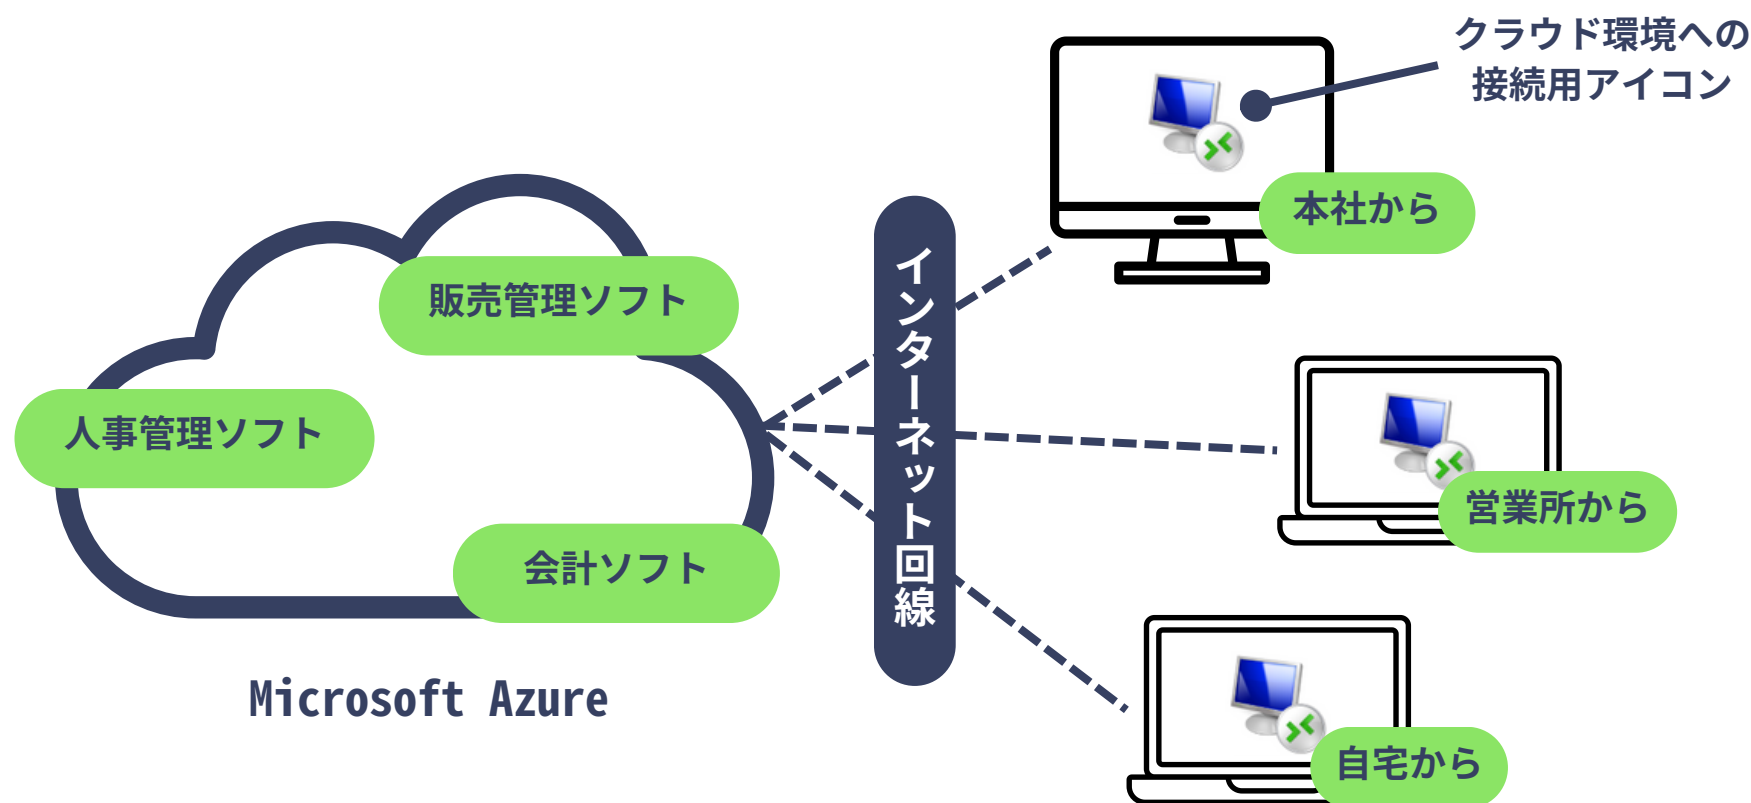 クラウド環境への
接続用アイコン
本社から
販売管理ソフト
人事管理ソフト
会計ソフト
インターネット回線
営業所から
自宅から
Microsoft Azure